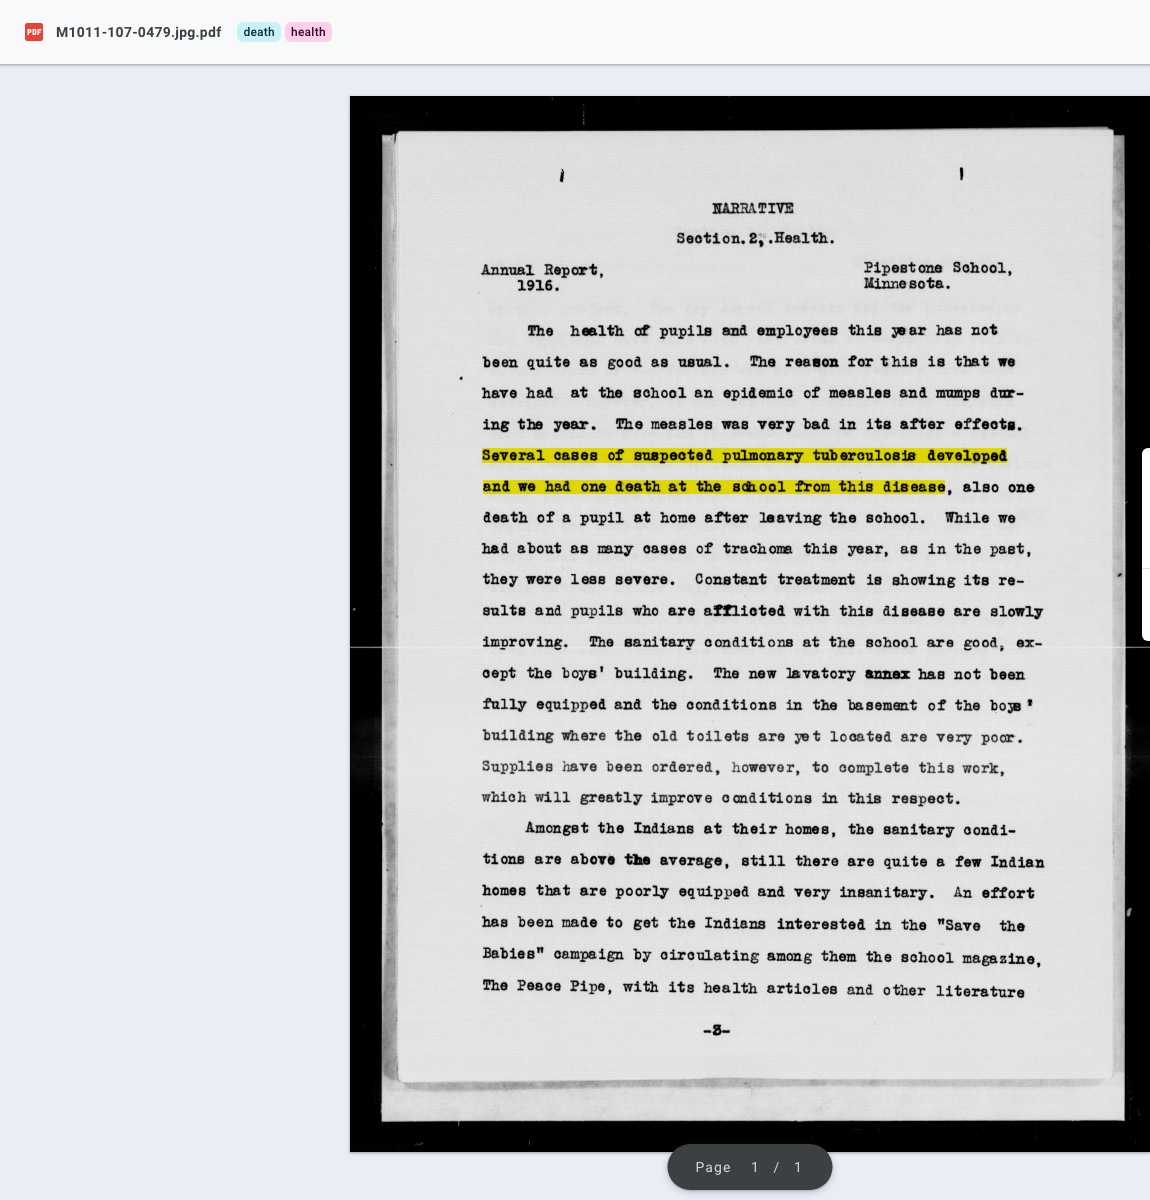 PDF M1011-107-0479.jpg.pdf death health
NARRATIVE
Section.2,.Health.
Annual Report, Pipestone School,
1916. Minnesota.
The health of pupils and employees this year has not
been quite as good as usual. The reason for this is that we
have had at the school an epidemic of measles and mumps dur-
ing the year. The measles was very bad in its after effects.
Several cases of suspected pulmonary tuberculosis developed
and we had one death at the school from this disease, also one
death of a pupil at home after leaving the school. While we
had about as many cases of trachoma this year, as in the past,
they were less severe. Constant treatment is showing its re-
sults and pupils who are afflicted with this disease are slowly
improving. The sanitary conditions at the school are good, ex-
cept the boys' building. The new lavatory annex has not been
fully equipped and the conditions in the basement of the boys'
building where the old toilets are yet located are very poor.
Supplies have been ordered, however, to complete this work,
which will greatly improve conditions in this respect.
Amongst the Indians at their homes, the sanitary condi-
tions are above the average, still there are quite a few Indian
homes that are poorly equipped and very insanitary. An effort
has been made to get the Indians interested in the "Save the
Babies" campaign by circulating among them the school magazine,
The Peace Pipe, with its health articles and other literature
-3-
Page 1 / 1